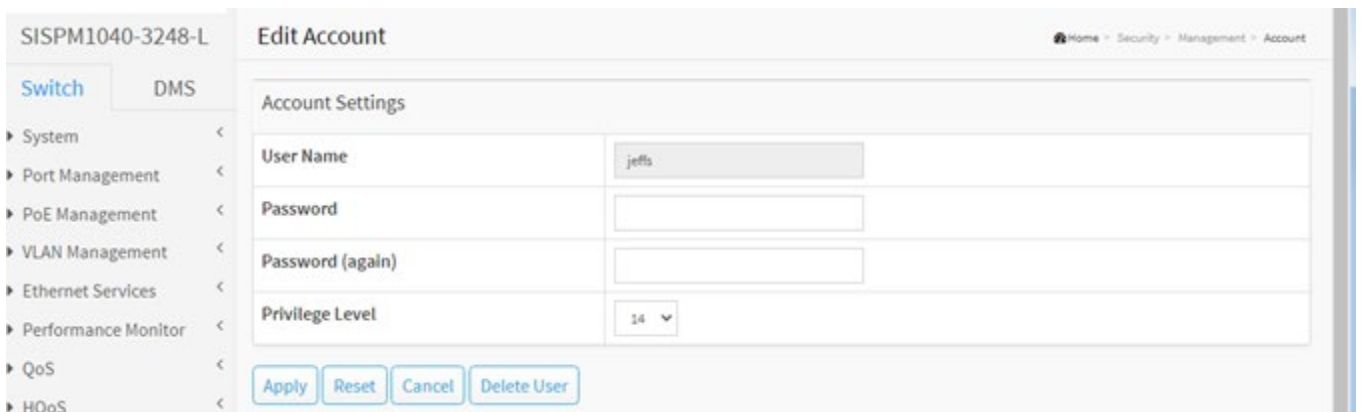 SISPM1040-3248-L
Edit Account
Home > Security > Management > Account
Switch DMS
Account Settings
System
User Name jeffs
Port Management
Password
PoE Management
VLAN Management
Password (again)
Ethernet Services
Privilege Level 14
Performance Monitor
QoS
Apply Reset Cancel Delete User
HQoS